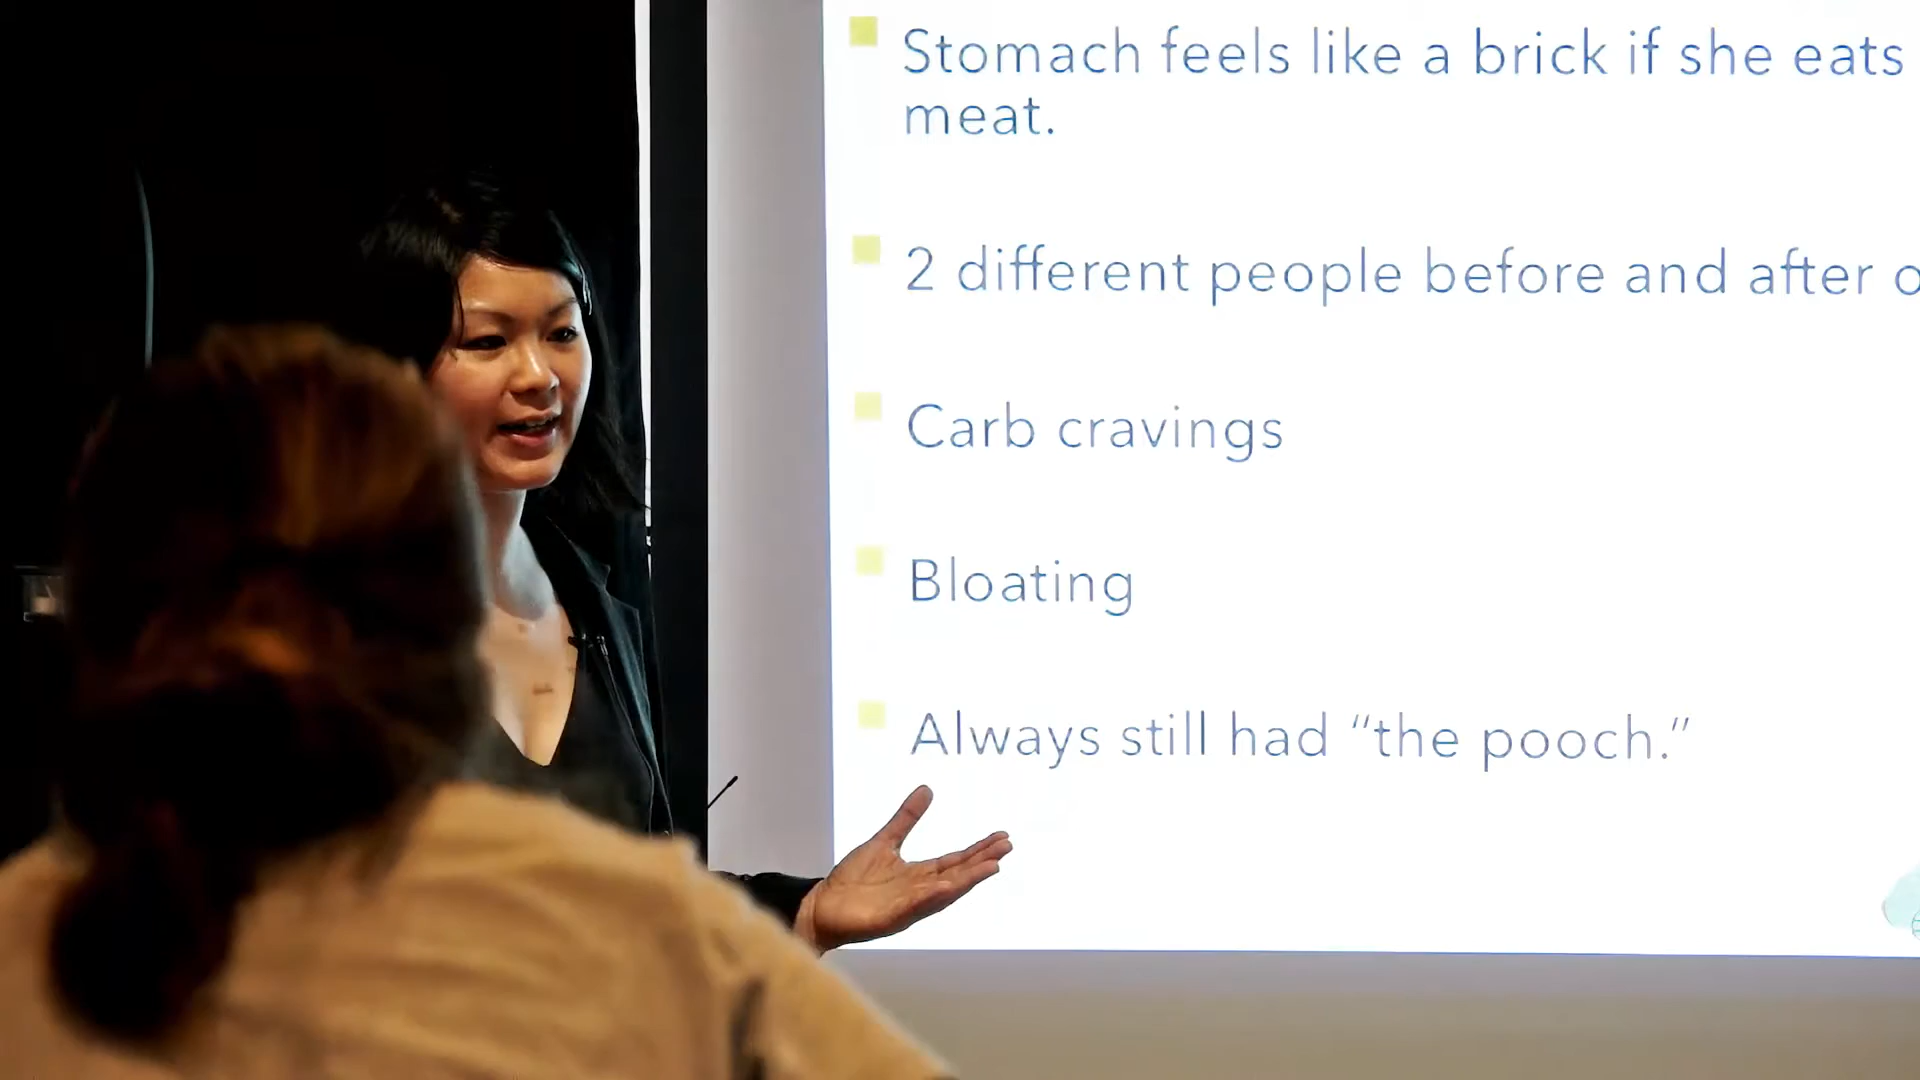 Stomach feels like a brick if she eats
meat.
2 different people before and after
Carb cravings
Bloating
Always still had “the pooch.”